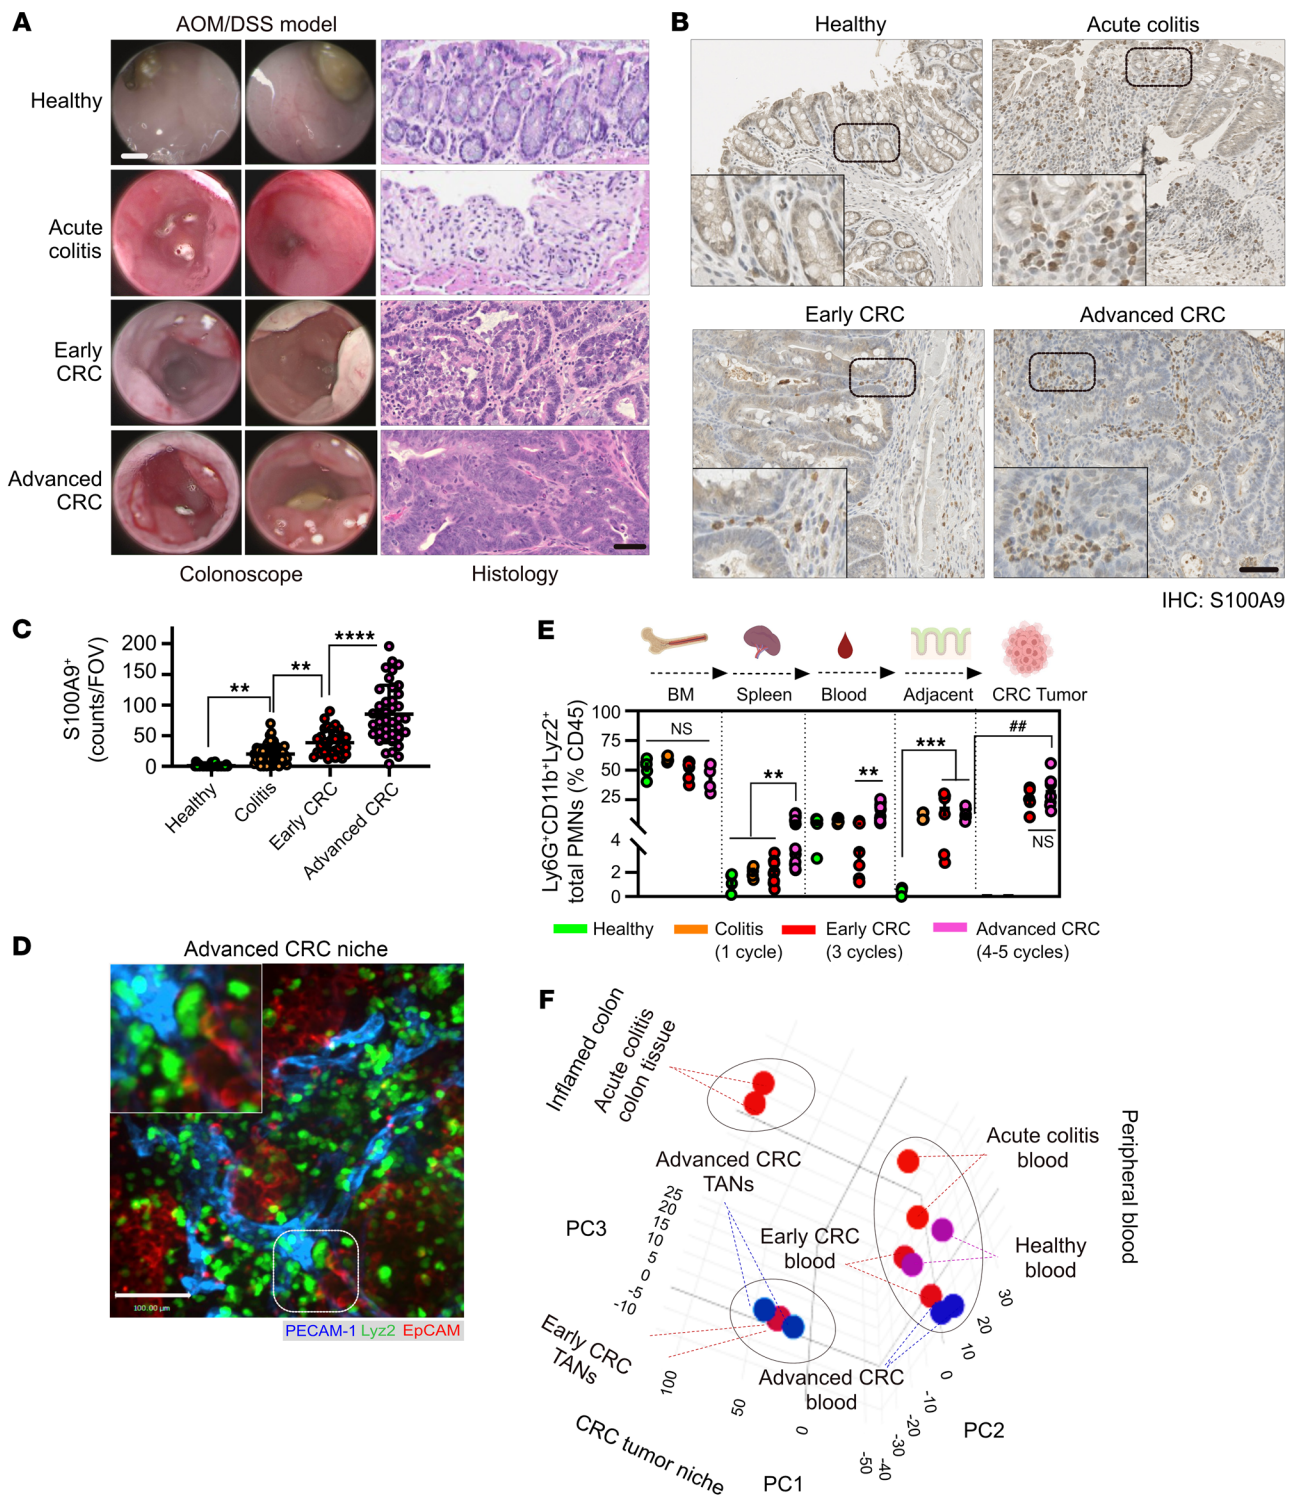 A
AOM/DSS model
Healthy
Acute
colitis
Early
CRC
Advanced
CRC
Colonoscope
Histology
B
Healthy
Acute colitis
Early CRC
Advanced CRC
IHC: S100A9
C
S100A9⁺
(counts/FOV)
200
150
100
50
0
**
**
****
Healthy
Colitis
Early CRC
Advanced CRC
D
Advanced CRC niche
100.00 µm
PECAM-1 Lyz2 EpCAM
E
BM
Spleen
Blood
Adjacent
CRC Tumor
Ly6G⁺CD11b⁺Lyz2⁺
total PMNs (% CD45)
100
75
50
25
4
2
0
NS
**
**
***
##
NS
Healthy
Colitis
(1 cycle)
Early CRC
(3 cycles)
Advanced CRC
(4-5 cycles)
F
Inflamed colon
Acute colitis
colon tissue
Advanced CRC
TANs
Early CRC
TANs
CRC tumor niche
Early CRC
blood
Advanced CRC
blood
Acute colitis
blood
Healthy
blood
Peripheral blood
PC3
25
20
15
10
5
0
-5
-10
PC1
100
50
0
-50
PC2
30
20
10
0
-10
-20
-30
-40